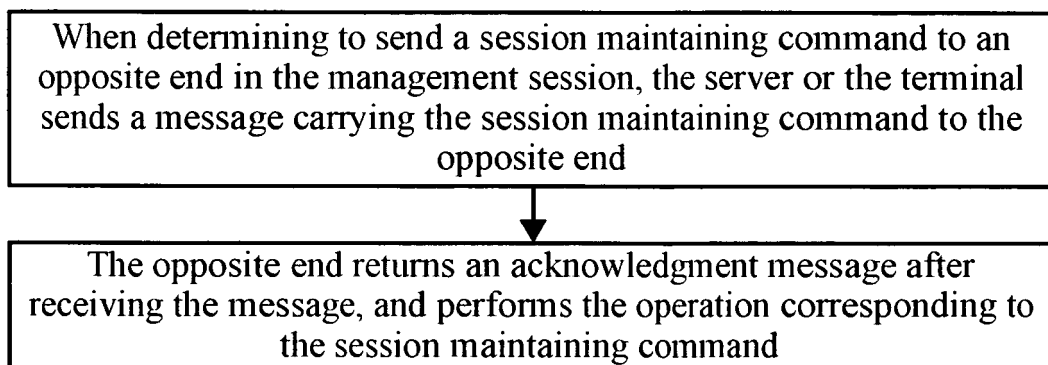 When determining to send a session maintaining command to an
opposite end in the management session, the server or the terminal
sends a message carrying the session maintaining command to the
opposite end
The opposite end returns an acknowledgment message after
receiving the message, and performs the operation corresponding to
the session maintaining command